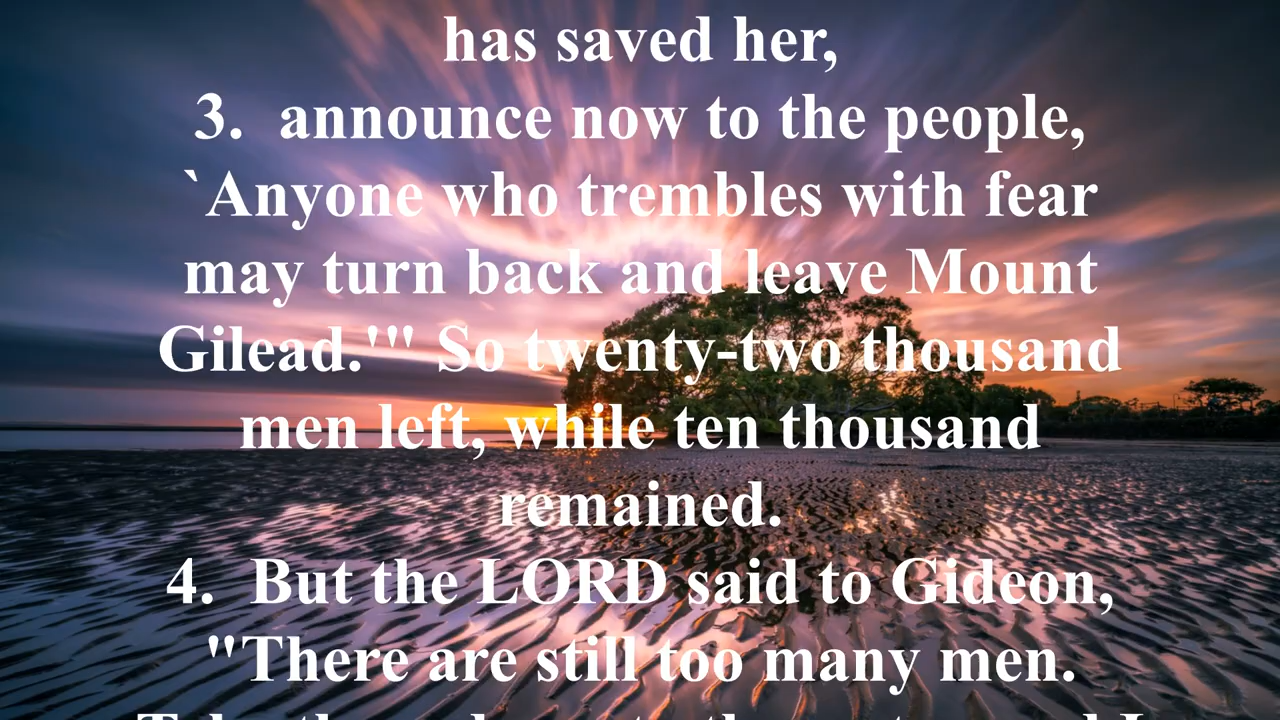 has saved her,
3.  announce now to the people,
`Anyone who trembles with fear
may turn back and leave Mount
Gilead.'" So twenty-two thousand
men left, while ten thousand
remained.
4.  But the LORD said to Gideon,
"There are still too many men.